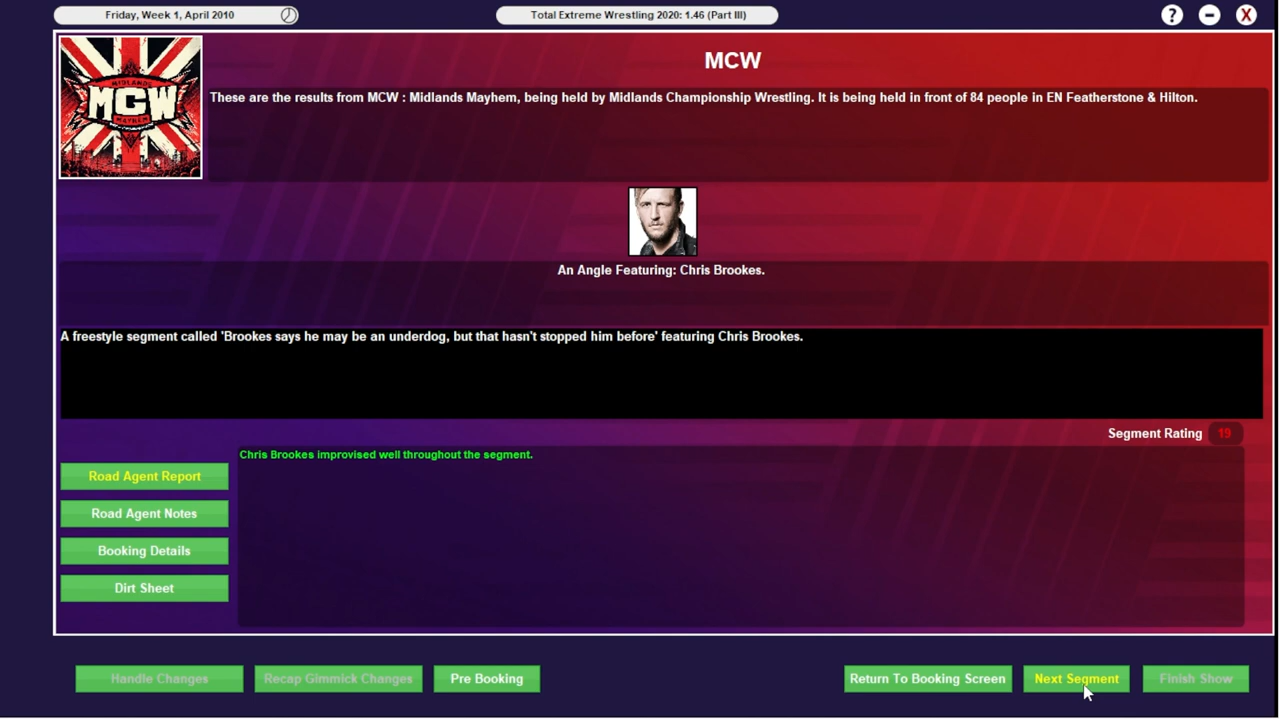 Friday, Week 1, April 2010
Total Extreme Wrestling 2020: 1.46 (Part III)
?
X
MCW
MIDLANDS
MCW
MAYHEM
These are the results from MCW : Midlands Mayhem, being held by Midlands Championship Wrestling. It is being held in front of 84 people in EN Featherstone & Hilton.
An Angle Featuring: Chris Brookes.
A freestyle segment called 'Brookes says he may be an underdog, but that hasn't stopped him before' featuring Chris Brookes.
Segment Rating 19
Chris Brookes improvised well throughout the segment.
Road Agent Report
Road Agent Notes
Booking Details
Dirt Sheet
Handle Changes
Recap Gimmick Changes
Pre Booking
Return To Booking Screen
Next Segment
Finish Show